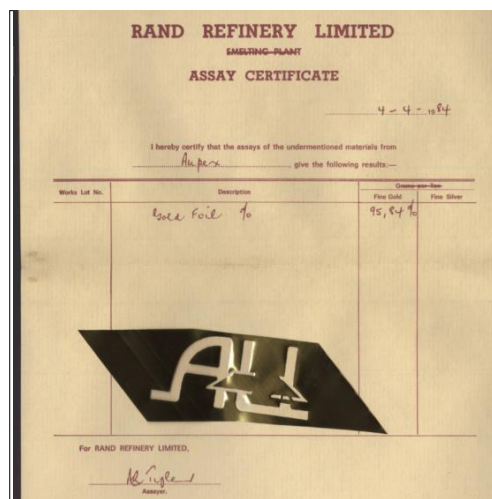 RAND REFINERY LIMITED
SMELTING PLANT
ASSAY CERTIFICATE
4-4-1984
I hereby certify that the assays of the undermentioned materials from
Aupex, give the following results:—
Works Lot No. Description Grams per Ton
Fine Gold Fine Silver
Gold Foil % 95,84%
AU
For RAND REFINERY LIMITED,
Assayer.